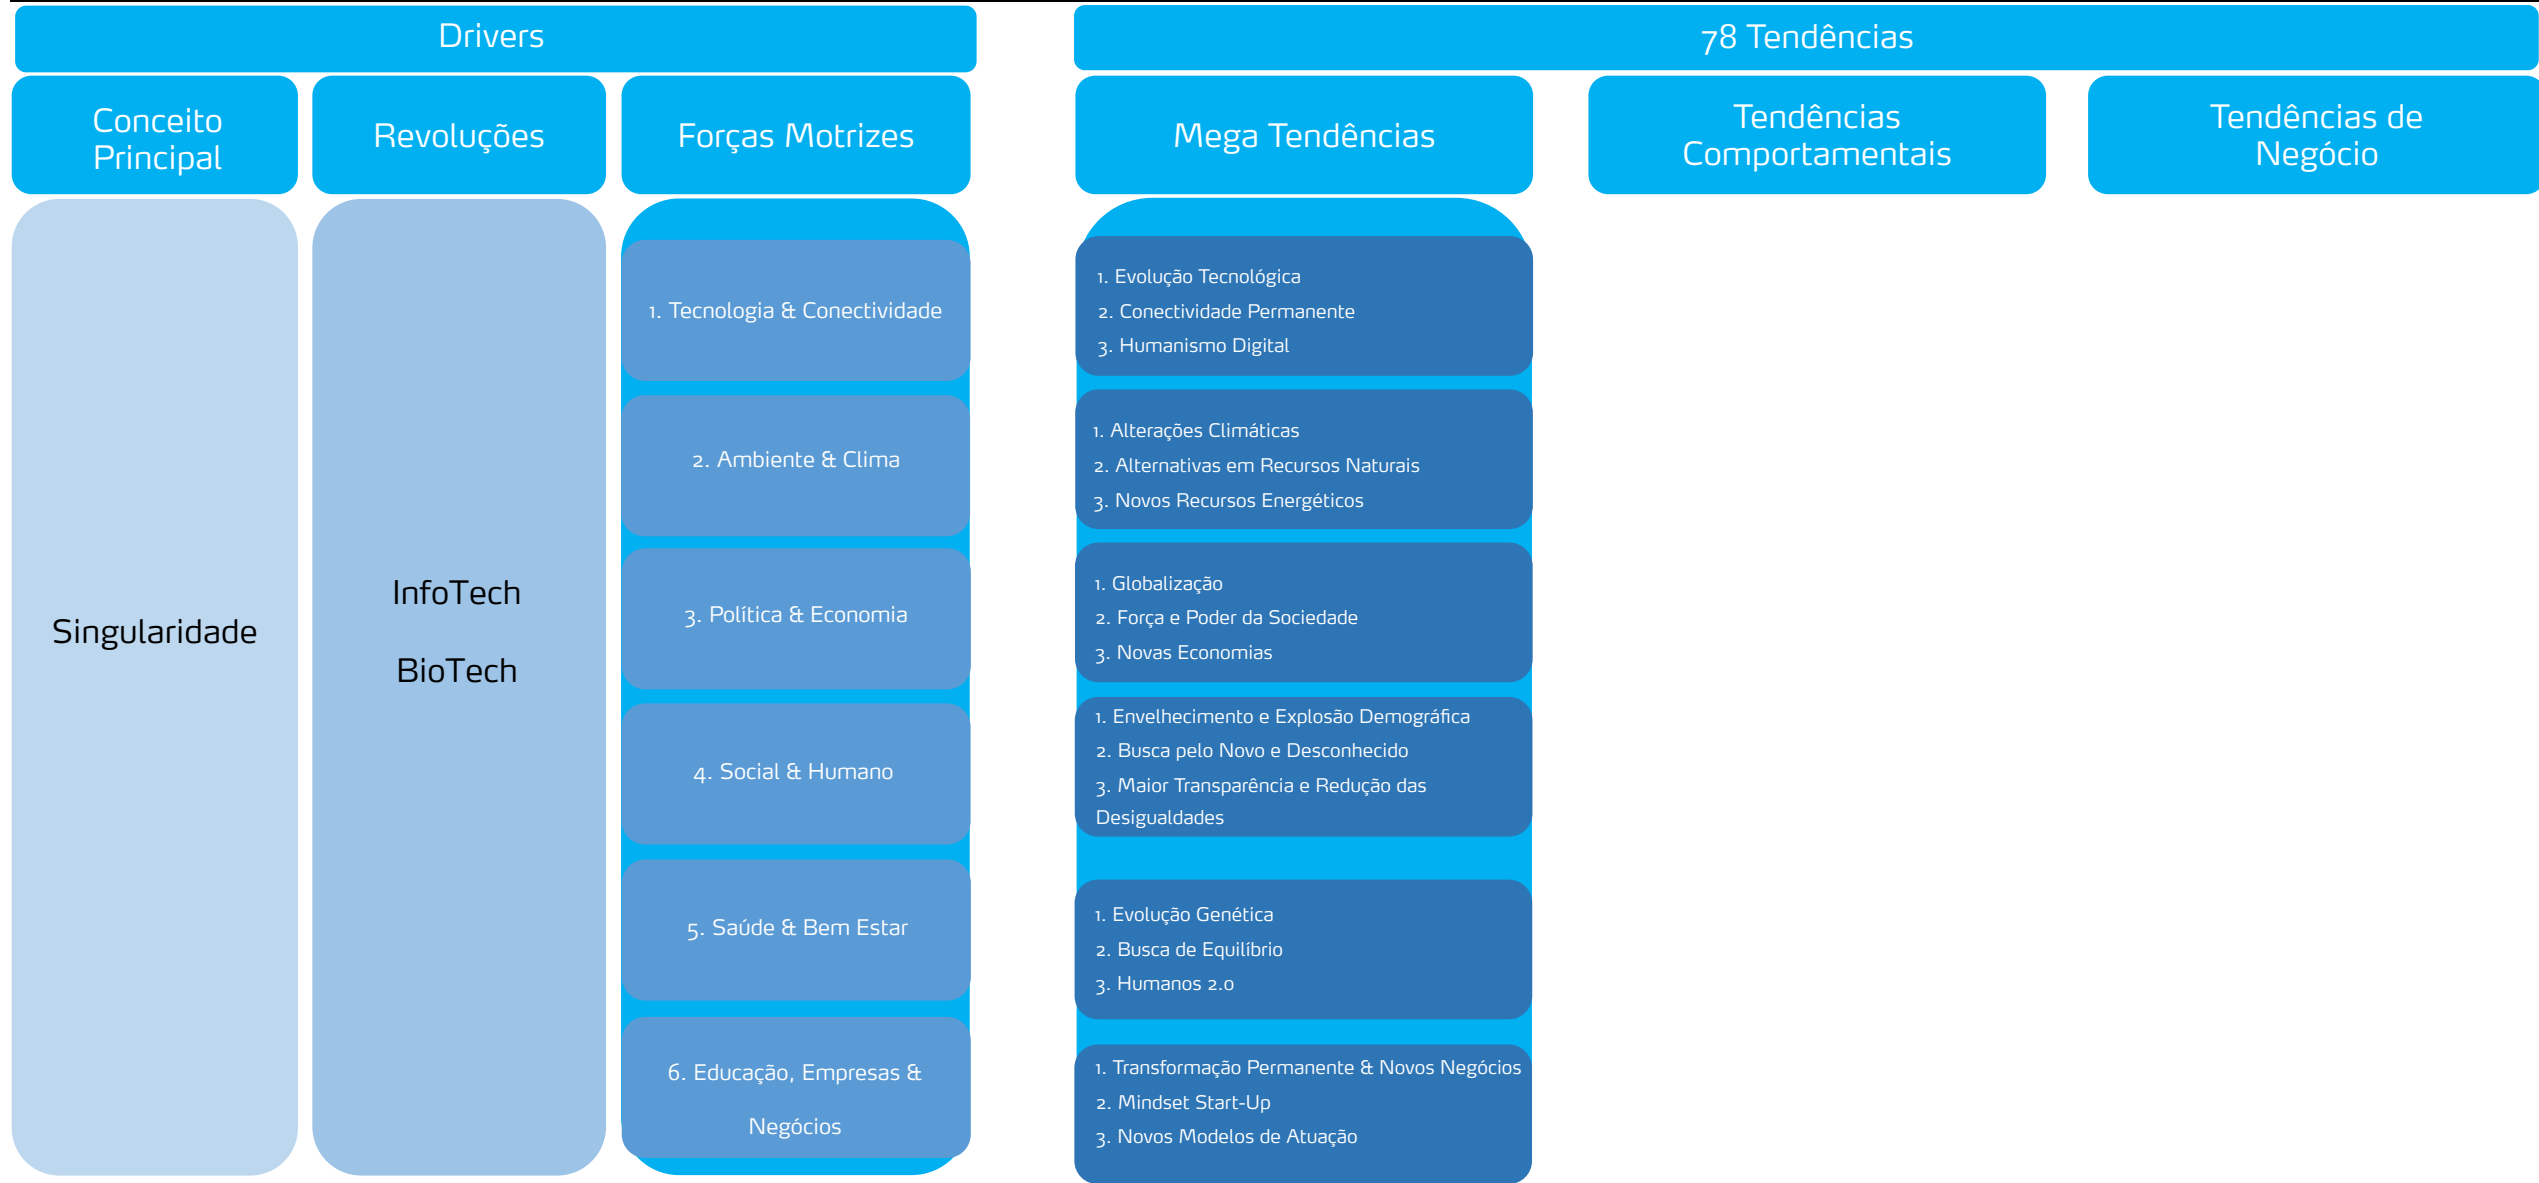 Drivers
78 Tendências
Conceito
Principal
Revoluções
Forças Motrizes
Mega Tendências
Tendências
Comportamentais
Tendências de
Negócio
Singularidade
InfoTech
BioTech
1. Tecnologia & Conectividade
2. Ambiente & Clima
3. Política & Economia
4. Social & Humano
5. Saúde & Bem Estar
6. Educação, Empresas &
Negócios
1. Evolução Tecnológica
2. Conectividade Permanente
3. Humanismo Digital
1. Alterações Climáticas
2. Alternativas em Recursos Naturais
3. Novos Recursos Energéticos
1. Globalização
2. Força e Poder da Sociedade
3. Novas Economias
1. Envelhecimento e Explosão Demográfica
2. Busca pelo Novo e Desconhecido
3. Maior Transparência e Redução das
Desigualdades
1. Evolução Genética
2. Busca de Equilíbrio
3. Humanos 2.0
1. Transformação Permanente & Novos Negócios
2. Mindset Start-Up
3. Novos Modelos de Atuação